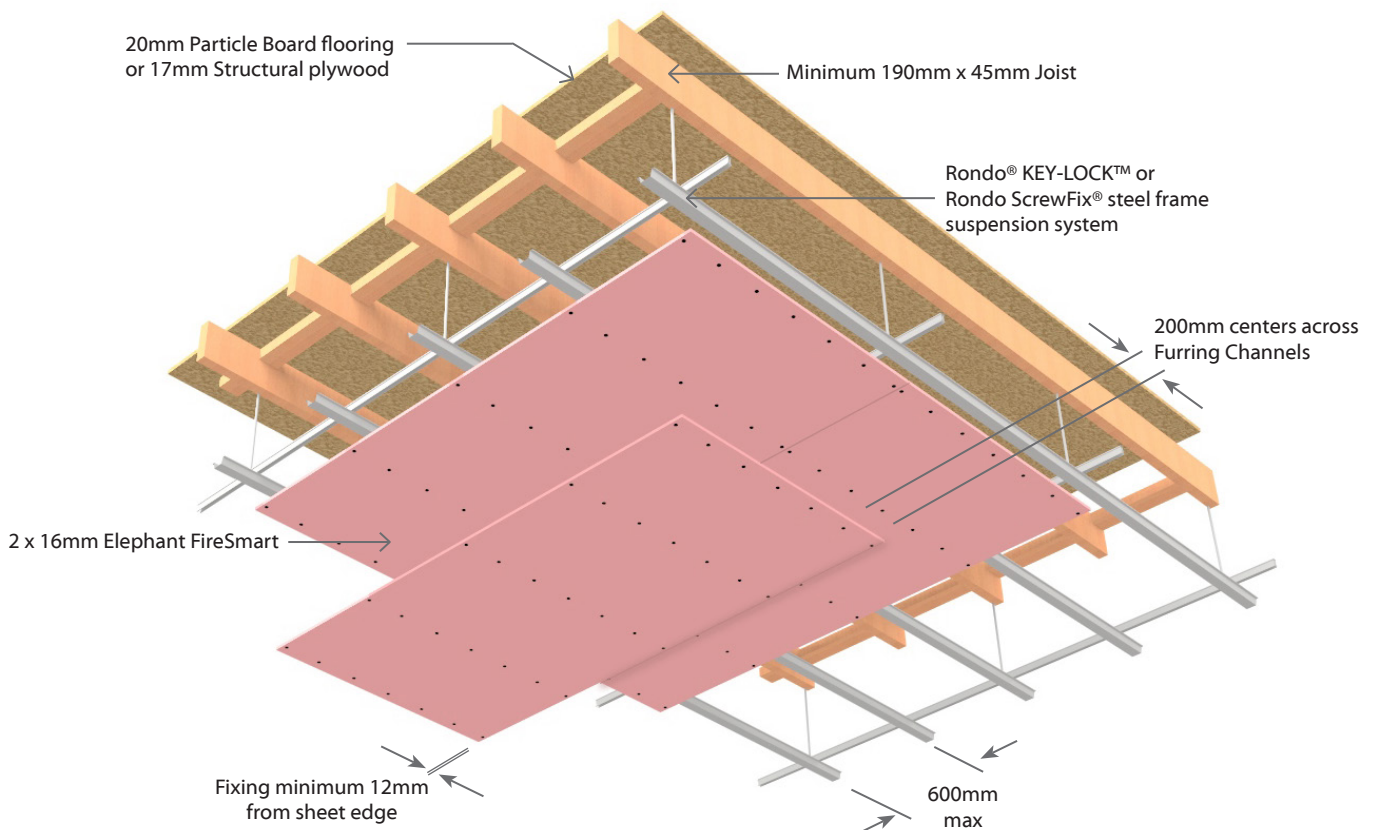 20mm Particle Board flooring
or 17mm Structural plywood
Minimum 190mm x 45mm Joist
Rondo® KEY-LOCK™ or
Rondo ScrewFix® steel frame
suspension system
200mm centers across
Furring Channels
2 x 16mm Elephant FireSmart
Fixing minimum 12mm
from sheet edge
600mm
max